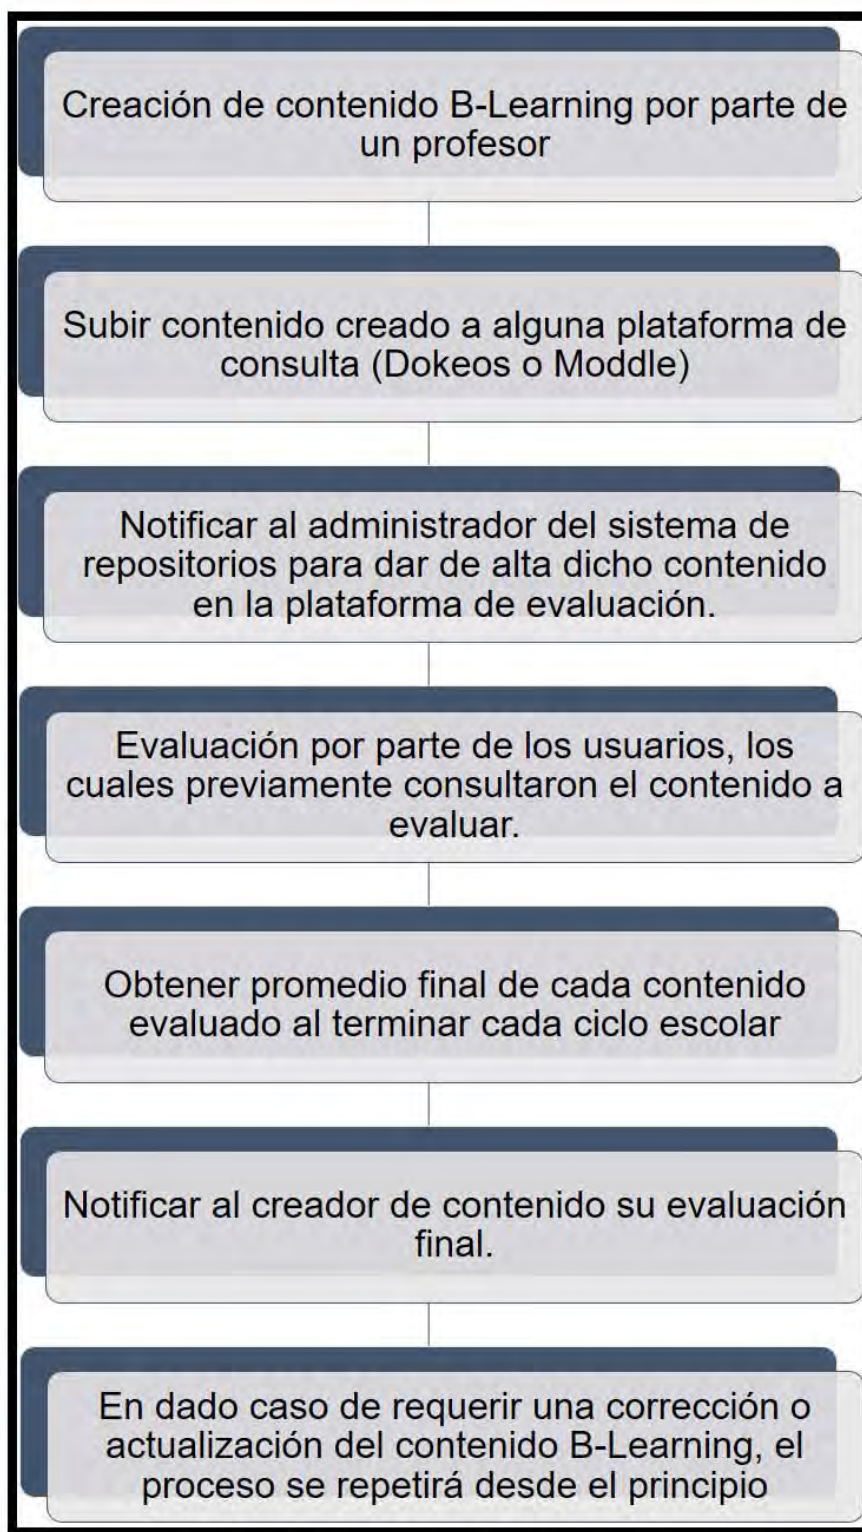 Creación de contenido B-Learning por parte de
un profesor
Subir contenido creado a alguna plataforma de
consulta (Dokeos o Moddle)
Notificar al administrador del sistema de
repositorios para dar de alta dicho contenido
en la plataforma de evaluación.
Evaluación por parte de los usuarios, los
cuales previamente consultaron el contenido a
evaluar.
Obtener promedio final de cada contenido
evaluado al terminar cada ciclo escolar
Notificar al creador de contenido su evaluación
final.
En dado caso de requerir una corrección o
actualización del contenido B-Learning, el
proceso se repetirá desde el principio